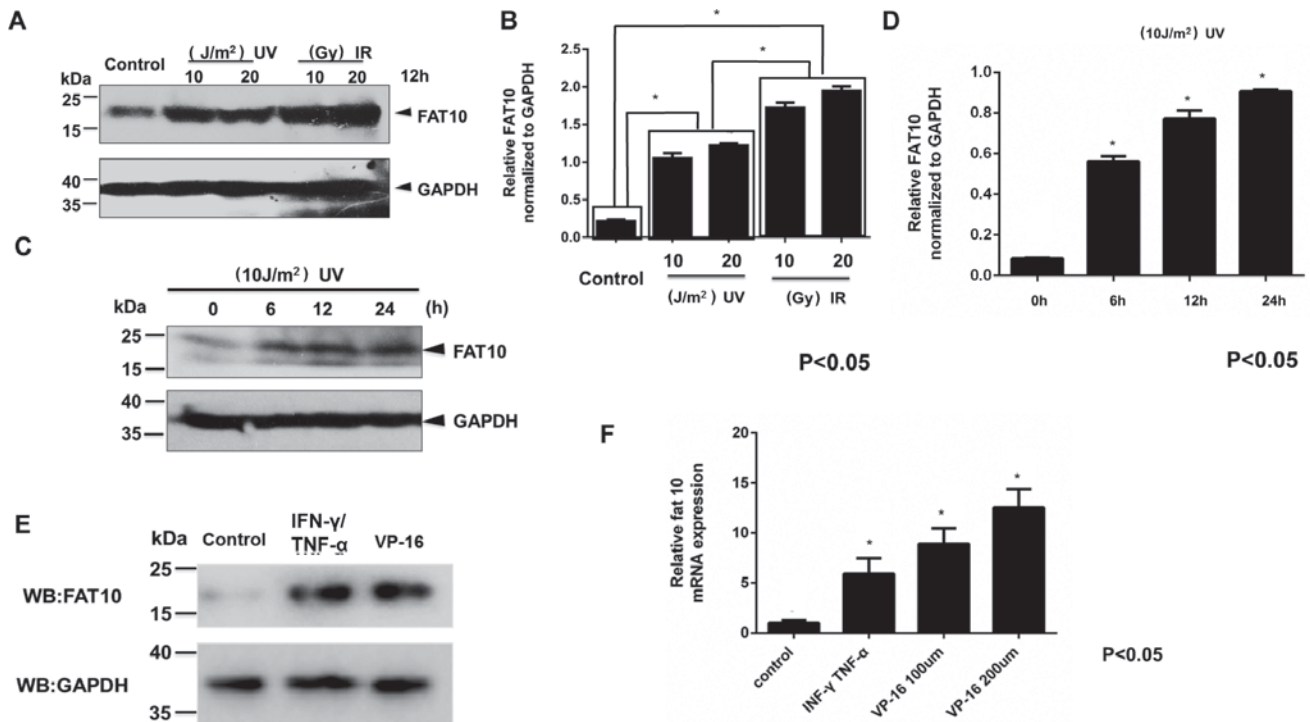 A
Control
( J/m²) UV
(Gy) IR
10 20 10 20 12h
kDa
25
15
FAT10
40
35
GAPDH
B
Relative FAT10
normalized to GAPDH
2.5
2.0
1.5
1.0
0.5
0.0
*
*
*
Control
10 20 10 20
(J/m²) UV
(Gy) IR
P<0.05
D
(10J/m²) UV
Relative FAT10
normalized to GAPDH
1.0
0.8
0.6
0.4
0.2
0.0
*
*
*
0h 6h 12h 24h
P<0.05
C
(10J/m²) UV
kDa 0 6 12 24 (h)
25
15
FAT10
40
35
GAPDH
E
kDa Control IFN-γ/
TNF-α VP-16
25
WB:FAT10
15
40
WB:GAPDH
35
F
Relative fat 10
mRNA expression
20
15
10
5
0
*
*
*
control
INF-γ TNF-α
VP-16 100um
VP-16 200um
P<0.05